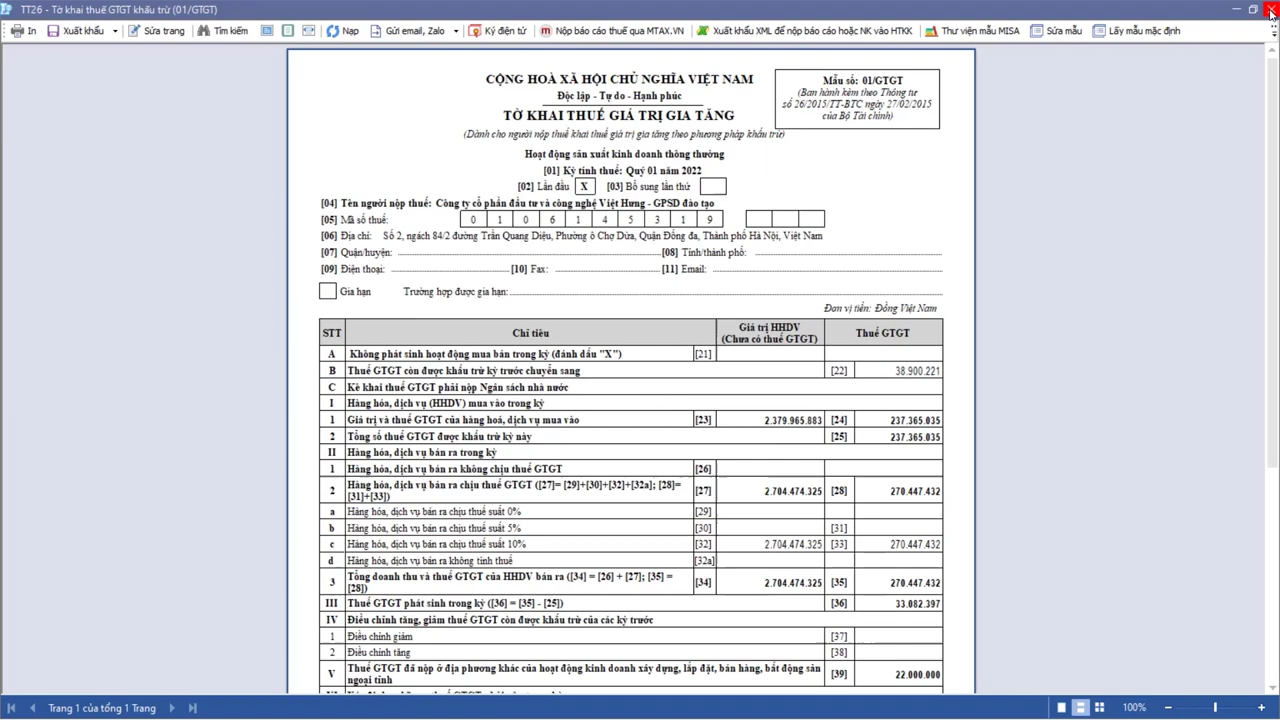 TT26 - Tờ khai thuế GTGT khấu trừ (01/GTGT)
In Xuất khẩu Sửa trang Tìm kiếm Nạp Gửi email, Zalo Ký điện tử Nộp báo cáo thuế qua MTAX.VN Xuất khẩu XML để nộp báo cáo hoặc NK vào HTKK Thư viện mẫu MISA Sửa mẫu Lấy mẫu mặc định
CỘNG HOÀ XÃ HỘI CHỦ NGHĨA VIỆT NAM
Độc lập - Tự do - Hạnh phúc
TỜ KHAI THUẾ GIÁ TRỊ GIA TĂNG
(Dành cho người nộp thuế khai thuế giá trị gia tăng theo phương pháp khấu trừ)
Mẫu số: 01/GTGT
(Ban hành kèm theo Thông tư
số 26/2015/TT-BTC ngày 27/02/2015
của Bộ Tài chính)
Hoạt động sản xuất kinh doanh thông thường
[01] Kỳ tính thuế: Quý 01 năm 2022
[02] Lần đầu X [03] Bổ sung lần thứ
[04] Tên người nộp thuế: Công ty cổ phần đầu tư và công nghệ Việt Hưng - GPSD đào tạo
[05] Mã số thuế: 0 1 0 6 1 4 5 3 1 9
[06] Địa chỉ: Số 2, ngách 84/2 đường Trần Quang Diệu, Phường ô Chợ Dừa, Quận Đống đa, Thành phố Hà Nội, Việt Nam
[07] Quận/huyện: [08] Tỉnh/thành phố:
[09] Điện thoại: [10] Fax: [11] Email:
Gia hạn Trường hợp được gia hạn:
Đơn vị tiền: Đồng Việt Nam
STT Chỉ tiêu Giá trị HHDV (Chưa có thuế GTGT) Thuế GTGT
A Không phát sinh hoạt động mua bán trong kỳ (đánh dấu "X") [21]
B Thuế GTGT còn được khấu trừ kỳ trước chuyển sang [22] 38.900.221
C Kê khai thuế GTGT phải nộp Ngân sách nhà nước
I Hàng hóa, dịch vụ (HHDV) mua vào trong kỳ
1 Giá trị và thuế GTGT của hàng hoá, dịch vụ mua vào [23] 2.379.965.883 [24] 237.365.035
2 Tổng số thuế GTGT được khấu trừ kỳ này [25] 237.365.035
II Hàng hóa, dịch vụ bán ra trong kỳ
1 Hàng hóa, dịch vụ bán ra không chịu thuế GTGT [26]
2 Hàng hóa, dịch vụ bán ra chịu thuế GTGT ([27]= [29]+[30]+[32]+[32a]; [28]= [27] 2.704.474.325 [28] 270.447.432
[31]+[33])
a Hàng hóa, dịch vụ bán ra chịu thuế suất 0% [29]
b Hàng hóa, dịch vụ bán ra chịu thuế suất 5% [30] [31]
c Hàng hóa, dịch vụ bán ra chịu thuế suất 10% [32] 2.704.474.325 [33] 270.447.432
d Hàng hóa, dịch vụ bán ra không tính thuế [32a]
3 Tổng doanh thu và thuế GTGT của HHDV bán ra ([34] = [26] + [27]; [35] = [34] 2.704.474.325 [35] 270.447.432
[28])
III Thuế GTGT phát sinh trong kỳ ([36] = [35] - [25]) [36] 33.082.397
IV Điều chỉnh tăng, giảm thuế GTGT còn được khấu trừ của các kỳ trước
1 Điều chỉnh giảm [37]
2 Điều chỉnh tăng [38]
V Thuế GTGT đã nộp ở địa phương khác của hoạt động kinh doanh xây dựng, lắp đặt, bán hàng, bất động sản [39] 22.000.000
ngoại tỉnh
Trang 1 của tổng 1 Trang 100%